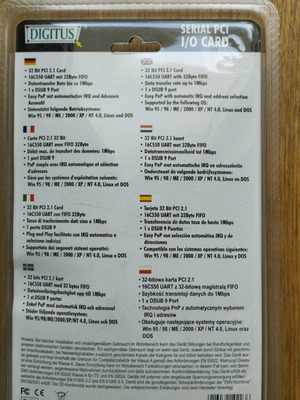 DIGITUS
SERIAL PCI
I/O CARD
• 32 Bit PCI 2.1 Card
• 16C550 UART mit 32Byte FIFO
• Datentransfer Rate bis zu 1Mbps
• 1 x DSUB 9 Port
• Easy PnP mit automatischer IRQ und Adressen
Auswahl
• Unterstützt folgende Betriebsysteme:
Win 95 / 98 / ME / 2000 / XP / NT 4.0, Linux und DOS
• 32 Bit PCI 2.1 Card
• 16C550 UART with 32Byte FIFO
• Data transfer rate up to 1Mbps
• 1 x DSUB 9 Port
• Easy PnP with automatic IRQ and address selection
• Supported by the following OS:
Win 95 / 98 / ME / 2000 / XP / NT 4.0, Linux und DOS
• Carte PCI 2.1 32 Bit
• 16C550 UART avec FIFO 32Byte
• Débit max. de transfert des données: 1Mbps
• 1 port DSUB 9
• PnP simple avec IRQ automatique et sélection
d'adresses
• Gère par les systèmes d'exploitation suivants:
Win 95 / 98 / ME / 2000 / XP / NT 4.0, Linux et DOS
• 32 Bit PCI 2.1 kaart
• 16C550 UART met 32Byte FIFO
• Datatransmissiesnelheid tot 1Mbps
• 1 x DSUB 9 Port
• Easy PnP met automatische IRQ en adresselectie
• Ondersteunt de volgende bedrijfssystemen:
Win 95 / 98 / ME / 2000 / XP / NT 4.0, Linux en DOS
• 32 Bit PCI 2.1 Card
• 16C550 UART con FIFO 32Byte
• Tasso di trasferimento dati sino a 1Mbps
• 1 porta DSUB 9
• Plug and Play facilitato con IRQ automatico e
selezione indirizzi
• Supportato dai seguenti sistemi operativi:
Win 95 / 98 / ME / 2000 / XP / NT 4.0, Linux e DOS
• Tarjeta 32 Bit PCI 2.1
• 16C550 UART mit 32Byte FIFO
• Transferencia de datos tasa de hasta 1Mbps
• 1 x DSUB 9 Puertos
• Easy PnP con selección automática IRQ y de
direcciones
• Compatible con los sistemas operativos siguientes:
Win 95 / 98 / ME / 2000 / XP / NT 4.0, Linux y DOS
• 32 bits PCI 2.1 kort
• 16C550 UART med 32 bytes FIFO
• 1 x DSUB 9 Port
• Enkel PnP med automatisk IRQ och adressval
• Stöder följande operativsystem:
Win 95/98/ME/2000/XP/NT 4.0, Linux och DOS
• 32-bitowa karta PCI 2.1
• 16C550 UART z 32-bitową magistralą FIFO
• Szybkość transmisji danych do 1Mbps
• 1 x DSUB 9 Port
• Technologia PnP z automatycznym wyborem
IRQ i adresów
• Obsługuje następujące systemy operacyjne:
Win 95 / 98 / ME / 2000 / XP / NT 4.0, Linux oraz
DOS